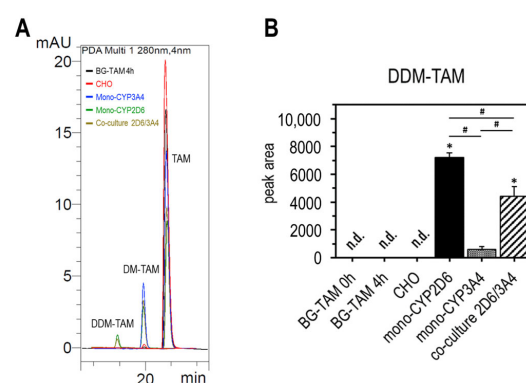 A
mAU
PDA Multi 1 280nm,4nm
20
15
10
5
0
BG-TAM 4h
CHO
Mono-CYP3A4
Mono-CYP2D6
Co-culture 2D6/3A4
TAM
DM-TAM
DDM-TAM
20 min
B
DDM-TAM
peak area
10,000
8000
6000
4000
2000
0
n.d.
n.d.
n.d.
*
*
#
#
#
BG-TAM 0h
BG-TAM 4h
CHO
mono-CYP2D6
mono-CYP3A4
co-culture 2D6/3A4